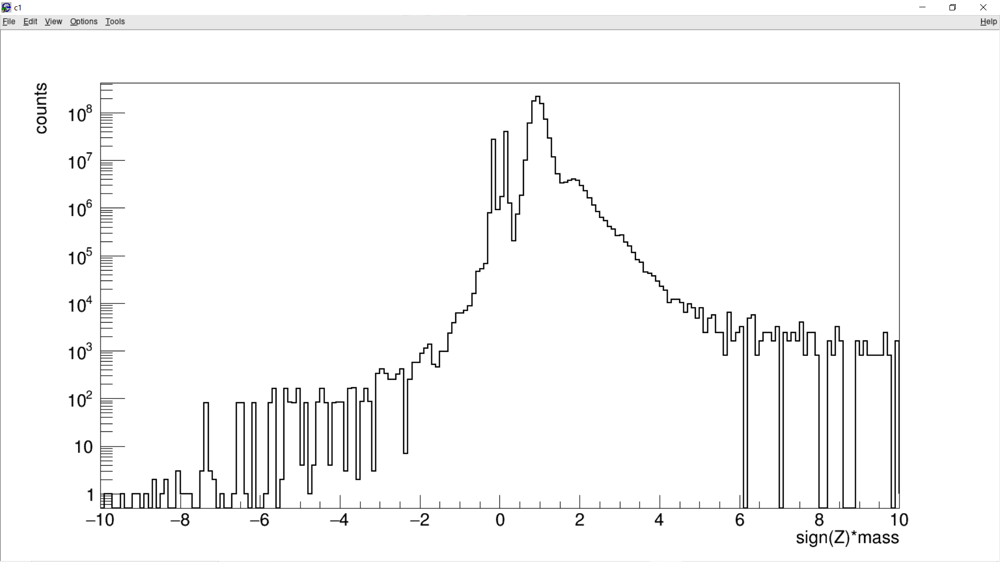 c1
File Edit View Options Tools Help
counts
10⁸
10⁷
10⁶
10⁵
10⁴
10³
10²
10
1
−10 −8 −6 −4 −2 0 2 4 6 8 10
sign(Z)*mass